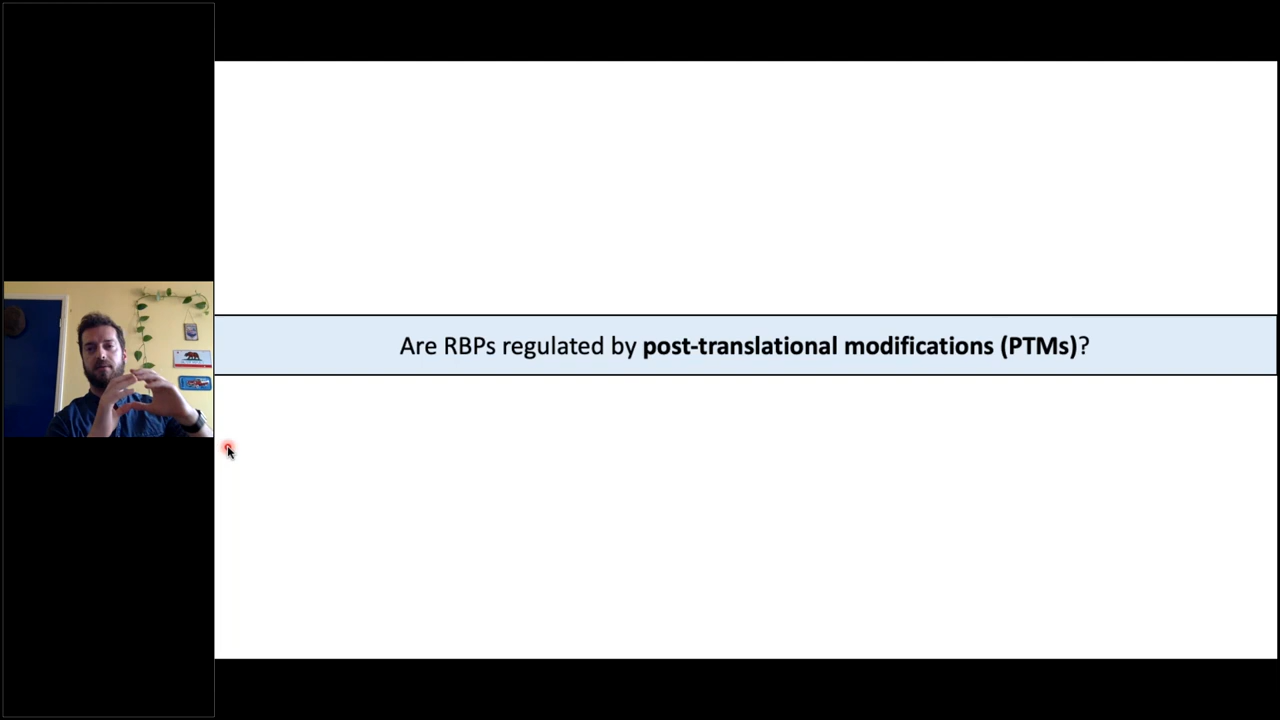 Are RBPs regulated by post-translational modifications (PTMs)?